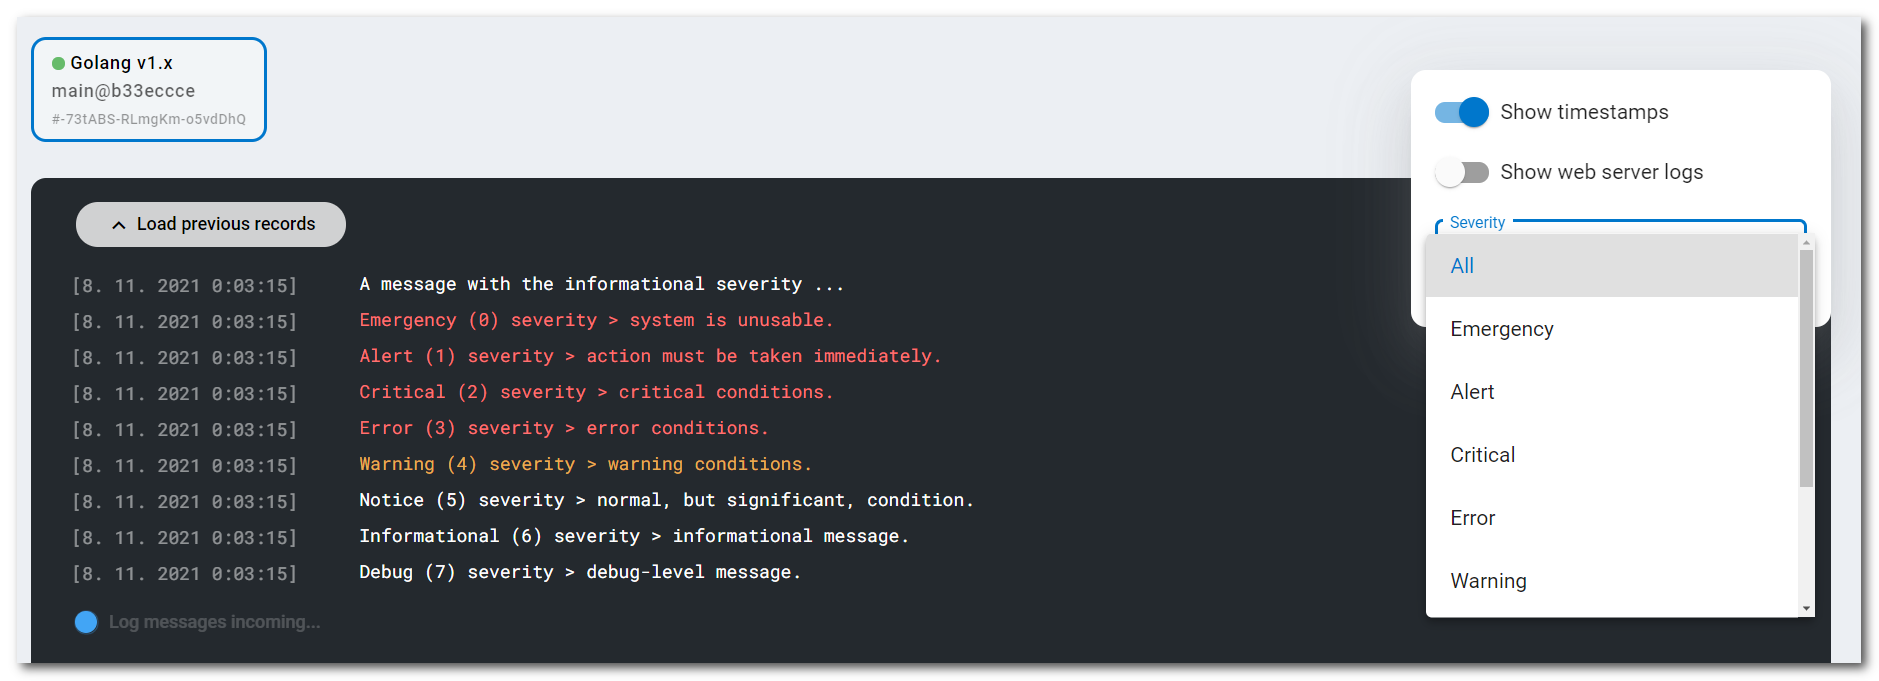 Golang v1.x
main@b33eccce
#-73tABS-RLmgKm-o5vdDhQ
Show timestamps
Show web server logs
Severity
All
Emergency
Alert
Critical
Error
Warning
Load previous records
[8. 11. 2021 0:03:15] A message with the informational severity ...
[8. 11. 2021 0:03:15] Emergency (0) severity > system is unusable.
[8. 11. 2021 0:03:15] Alert (1) severity > action must be taken immediately.
[8. 11. 2021 0:03:15] Critical (2) severity > critical conditions.
[8. 11. 2021 0:03:15] Error (3) severity > error conditions.
[8. 11. 2021 0:03:15] Warning (4) severity > warning conditions.
[8. 11. 2021 0:03:15] Notice (5) severity > normal, but significant, condition.
[8. 11. 2021 0:03:15] Informational (6) severity > informational message.
[8. 11. 2021 0:03:15] Debug (7) severity > debug-level message.
Log messages incoming...